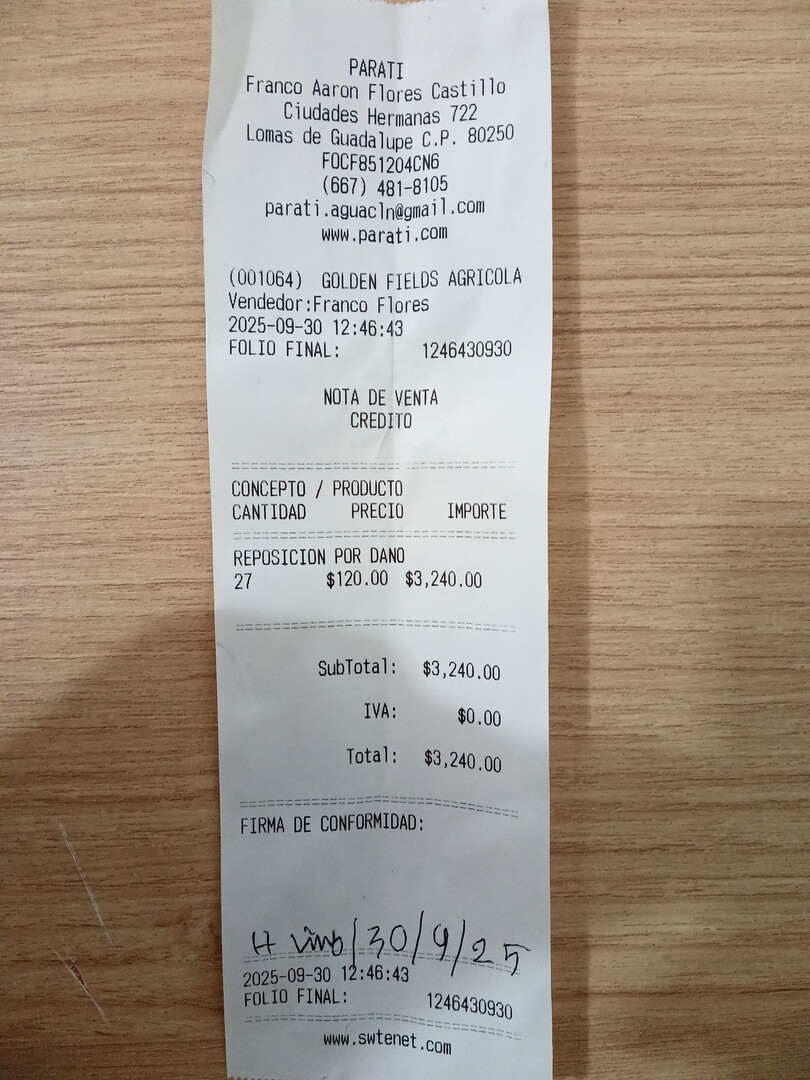 PARATI
Franco Aaron Flores Castillo
Ciudades Hermanas 722
Lomas de Guadalupe C.P. 80250
FOCF851204CN6
(667) 481-8105
parati.aguacln@gmail.com
www.parati.com
(001064) GOLDEN FIELDS AGRICOLA
Vendedor:Franco Flores
2025-09-30 12:46:43
FOLIO FINAL: 1246430930
NOTA DE VENTA
CREDITO
CONCEPTO / PRODUCTO
CANTIDAD PRECIO IMPORTE
REPOSICION POR DANO
27 $120.00 $3,240.00
SubTotal: $3,240.00
IVA: $0.00
Total: $3,240.00
FIRMA DE CONFORMIDAD:
30/9/25
2025-09-30 12:46:43
FOLIO FINAL: 1246430930
www.swtenet.com